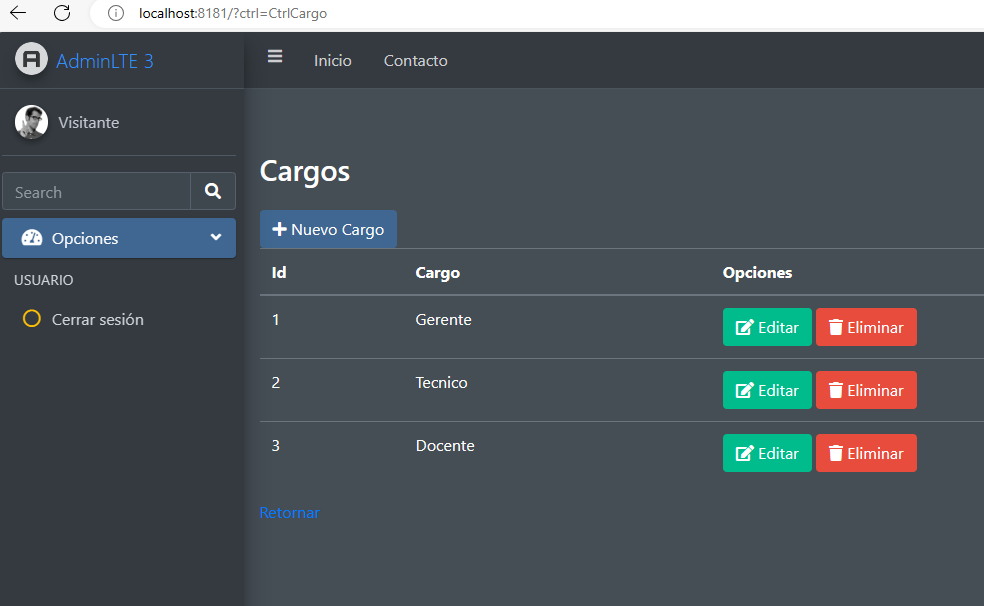 localhost:8181/?ctrl=CtrlCargo
AdminLTE 3
Inicio
Contacto
Visitante
Search
Opciones
USUARIO
Cerrar sesión
Cargos
Nuevo Cargo
Id Cargo Opciones
1 Gerente Editar Eliminar
2 Tecnico Editar Eliminar
3 Docente Editar Eliminar
Retornar